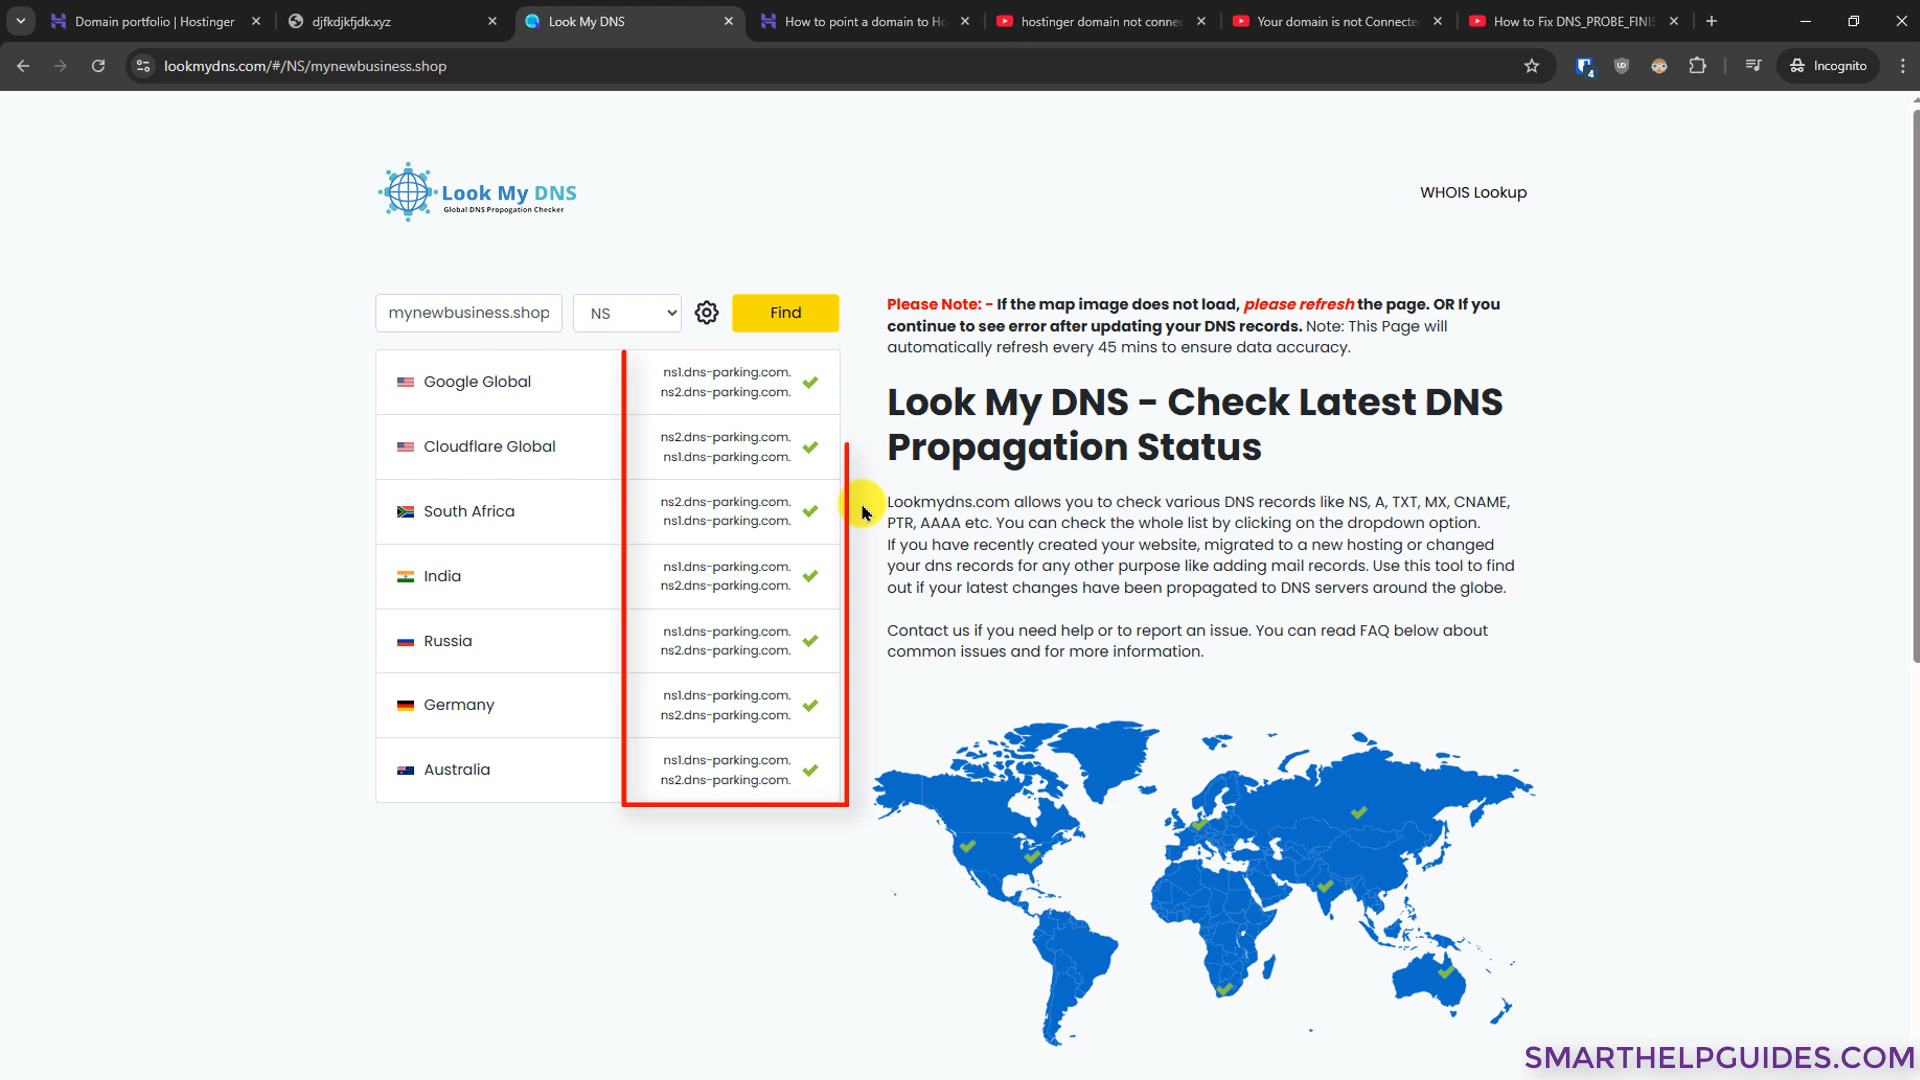 Domain portfolio | Hostinger
djfkdjkfjdk.xyz
Look My DNS
How to point a domain to Ho
hostinger domain not connec
Your domain is not Connecte
How to Fix DNS_PROBE_FINIS
lookmydns.com/#/NS/mynewbusiness.shop
4
UD
Incognito
Look My DNS
Global DNS Propogation Checker
WHOIS Lookup
mynewbusiness.shop
NS
Find
Google Global
ns1.dns-parking.com.
ns2.dns-parking.com.
Cloudflare Global
ns2.dns-parking.com.
ns1.dns-parking.com.
South Africa
ns2.dns-parking.com.
ns1.dns-parking.com.
India
ns1.dns-parking.com.
ns2.dns-parking.com.
Russia
ns1.dns-parking.com.
ns2.dns-parking.com.
Germany
ns1.dns-parking.com.
ns2.dns-parking.com.
Australia
ns1.dns-parking.com.
ns2.dns-parking.com.
Please Note: - If the map image does not load, please refresh the page. OR If you
continue to see error after updating your DNS records. Note: This Page will
automatically refresh every 45 mins to ensure data accuracy.
Look My DNS - Check Latest DNS
Propagation Status
Lookmydns.com allows you to check various DNS records like NS, A, TXT, MX, CNAME,
PTR, AAAA etc. You can check the whole list by clicking on the dropdown option.
If you have recently created your website, migrated to a new hosting or changed
your dns records for any other purpose like adding mail records. Use this tool to find
out if your latest changes have been propagated to DNS servers around the globe.
Contact us if you need help or to report an issue. You can read FAQ below about
common issues and for more information.
SMARTHELPGUIDES.COM